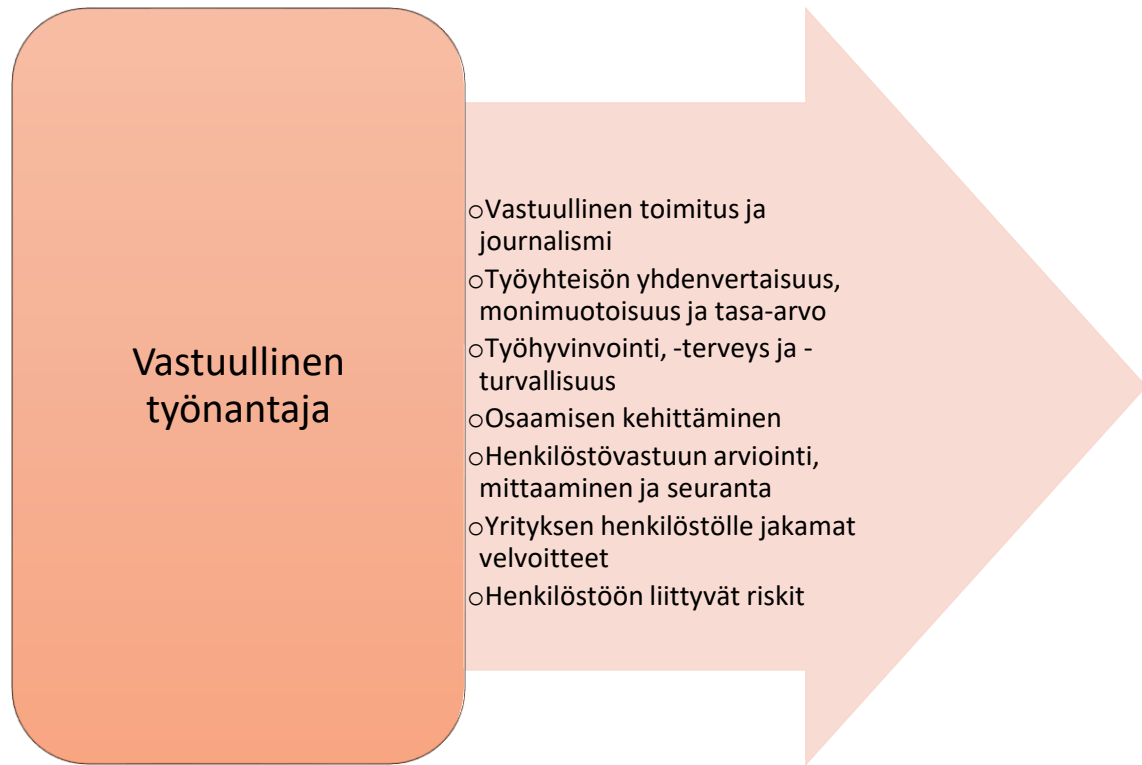 Vastuullinen
työnantaja
oVastuullinen toimitus ja
journalismi
oTyöyhteisön yhdenvertaisuus,
monimuotoisuus ja tasa-arvo
oTyöhyvinvointi, -terveys ja -
turvallisuus
oOsaamisen kehittäminen
oHenkilöstövastuun arviointi,
mittaaminen ja seuranta
oYrityksen henkilöstölle jakamat
velvoitteet
oHenkilöstöön liittyvät riskit